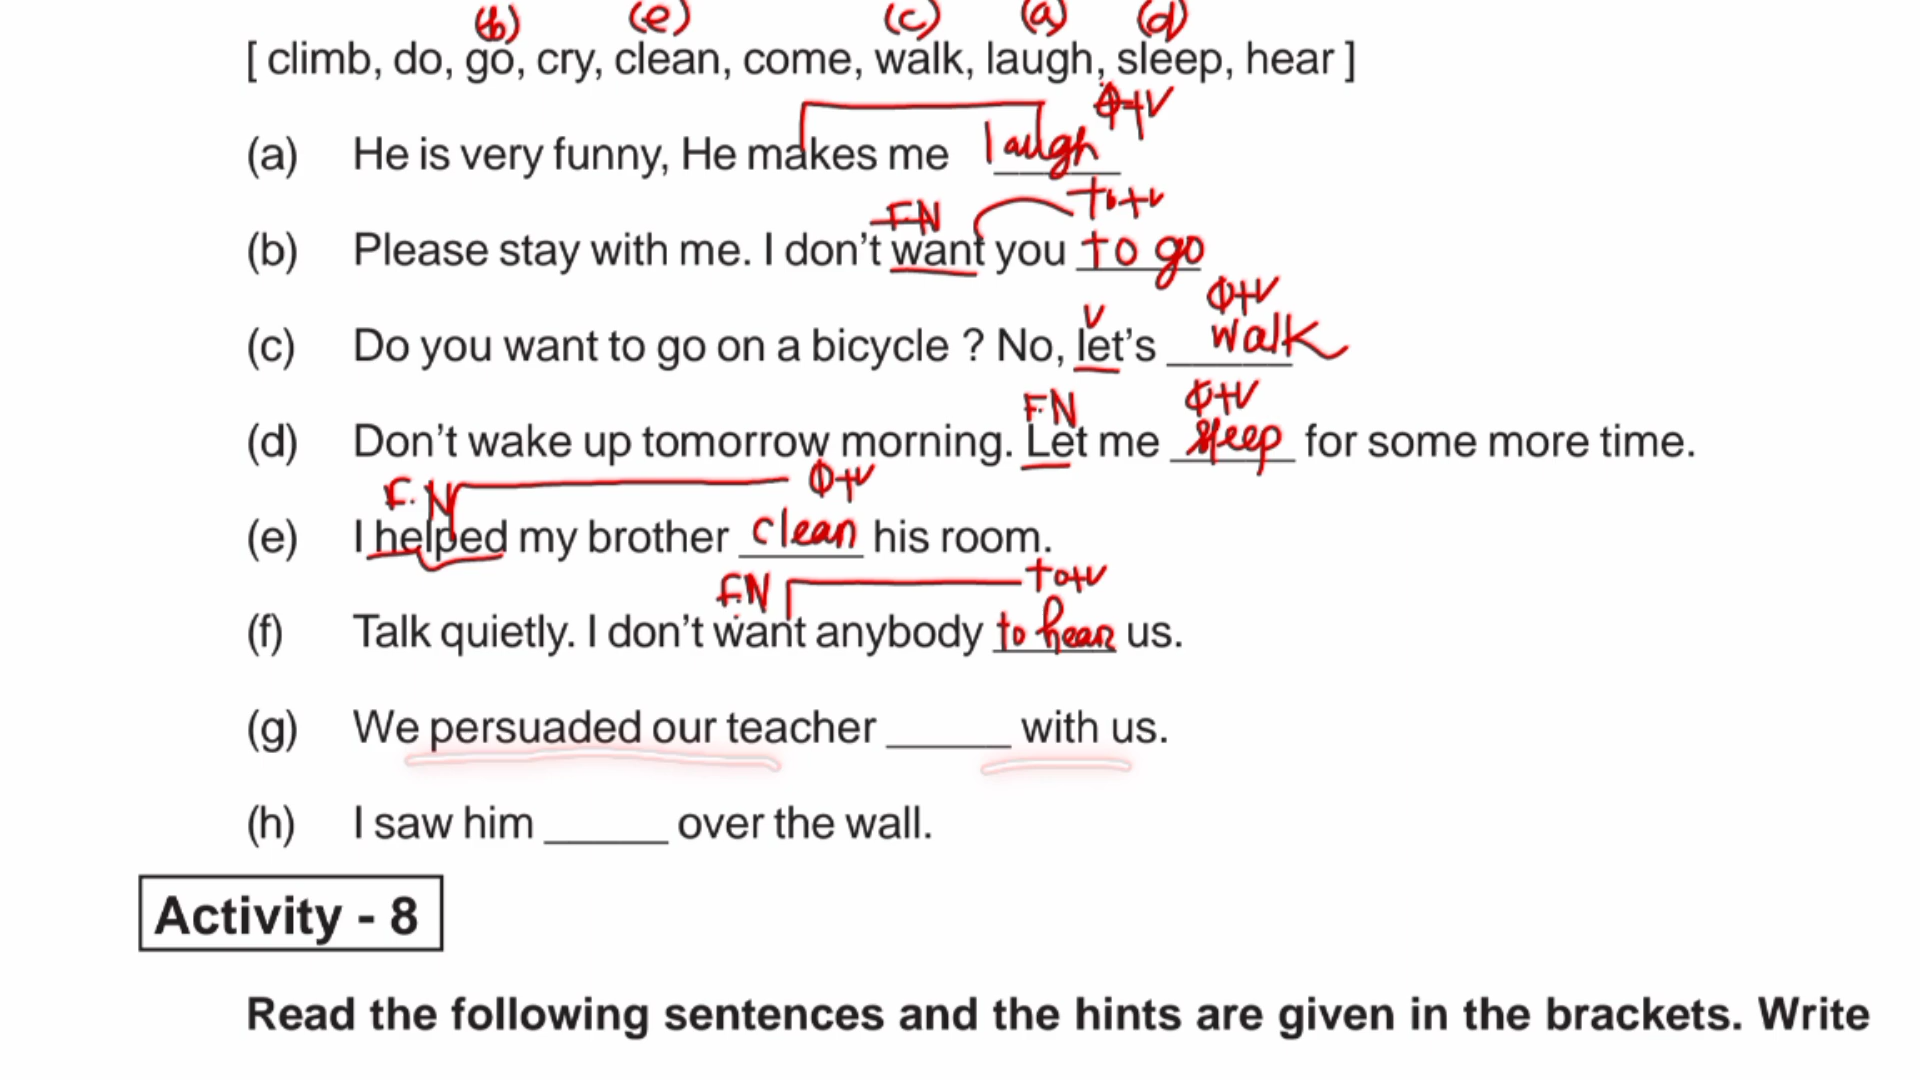 (b) (e) (c) (a) (d)
[ climb, do, go, cry, clean, come, walk, laugh, sleep, hear ]
Φ+V
(a) He is very funny, He makes me laugh
FN to+v
(b) Please stay with me. I don't want you to go
V Φ+V
(c) Do you want to go on a bicycle ? No, let's walk
F.N Φ+V
(d) Don't wake up tomorrow morning. Let me sleep for some more time.
F.N Φ+V
(e) I helped my brother clean his room.
F.N to+v
(f) Talk quietly. I don't want anybody to hear us.
(g) We persuaded our teacher _____ with us.
(h) I saw him _____ over the wall.
Activity - 8
Read the following sentences and the hints are given in the brackets. Write